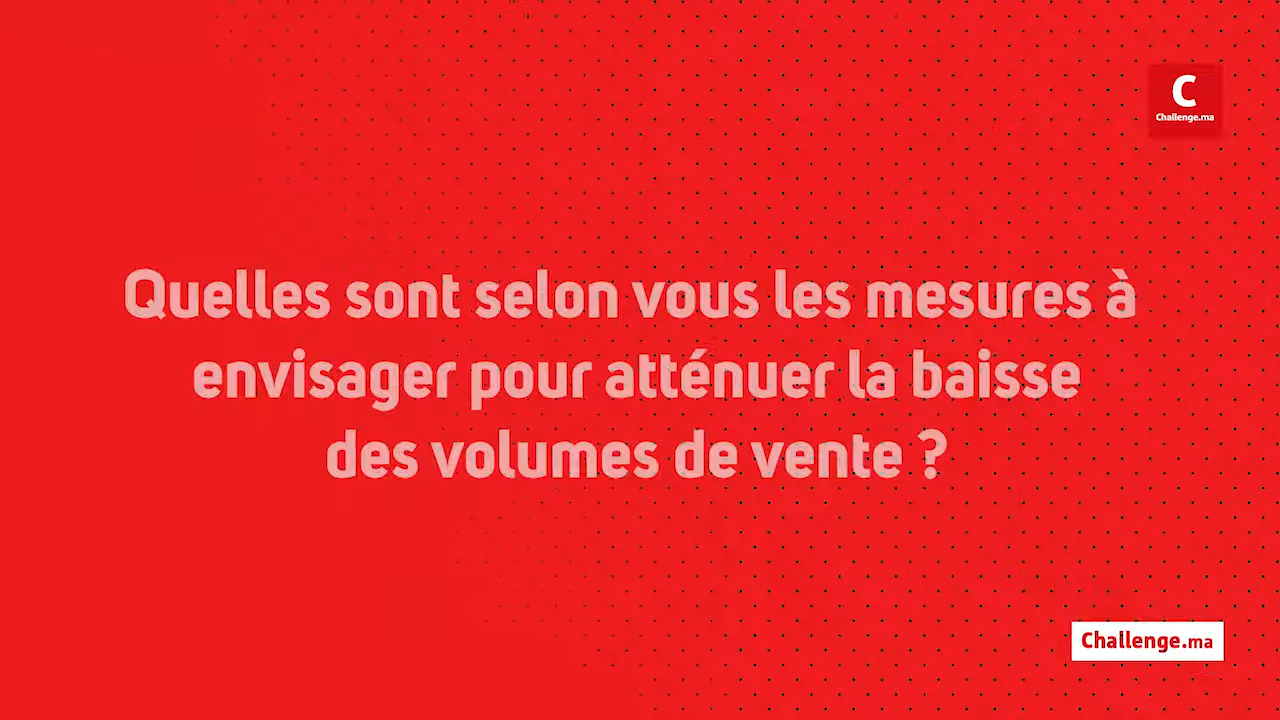 C
Challenge.ma
Quelles sont selon vous les mesures à
envisager pour atténuer la baisse
des volumes de vente ?
Challenge.ma